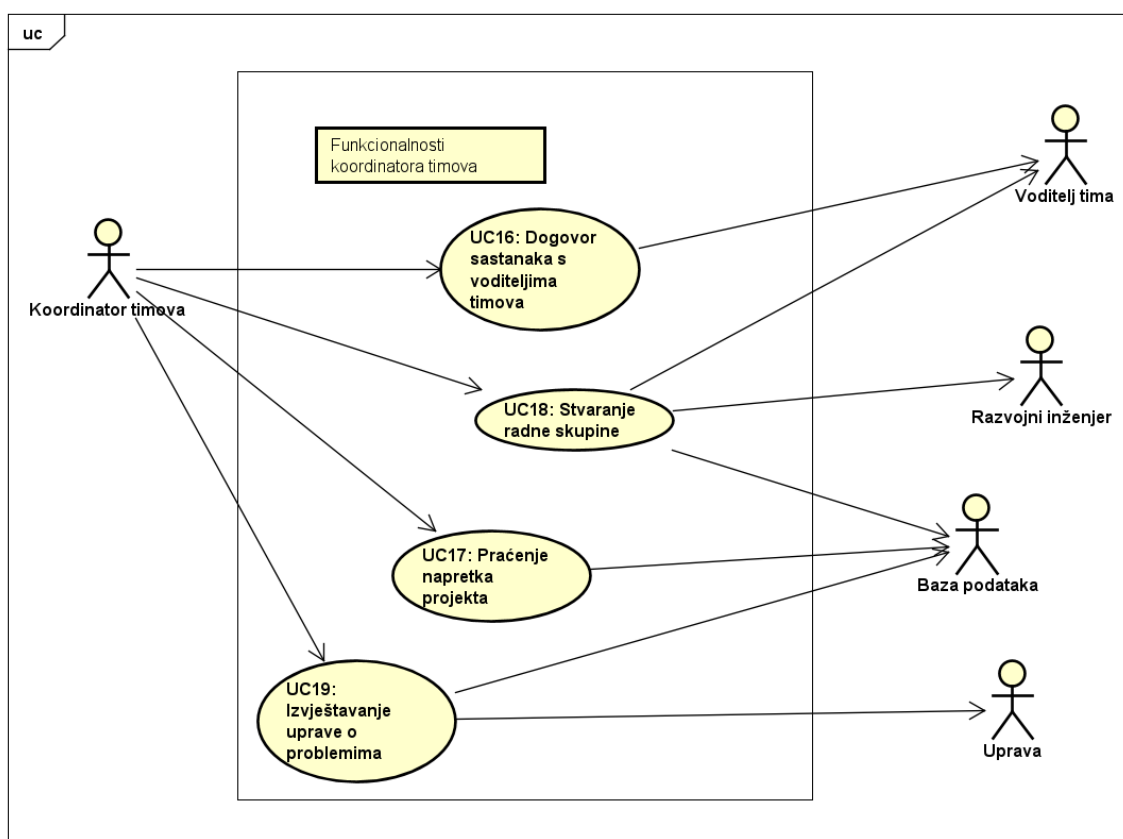 uc
Funkcionalnosti
koordinatora timova
Voditelj tima
UC16: Dogovor
sastanaka s
voditeljima
timova
Koordinator timova
UC18: Stvaranje
radne skupine
Razvojni inženjer
UC17: Praćenje
napretka
projekta
Baza podataka
UC19:
Izvještavanje
uprave o
problemima
Uprava